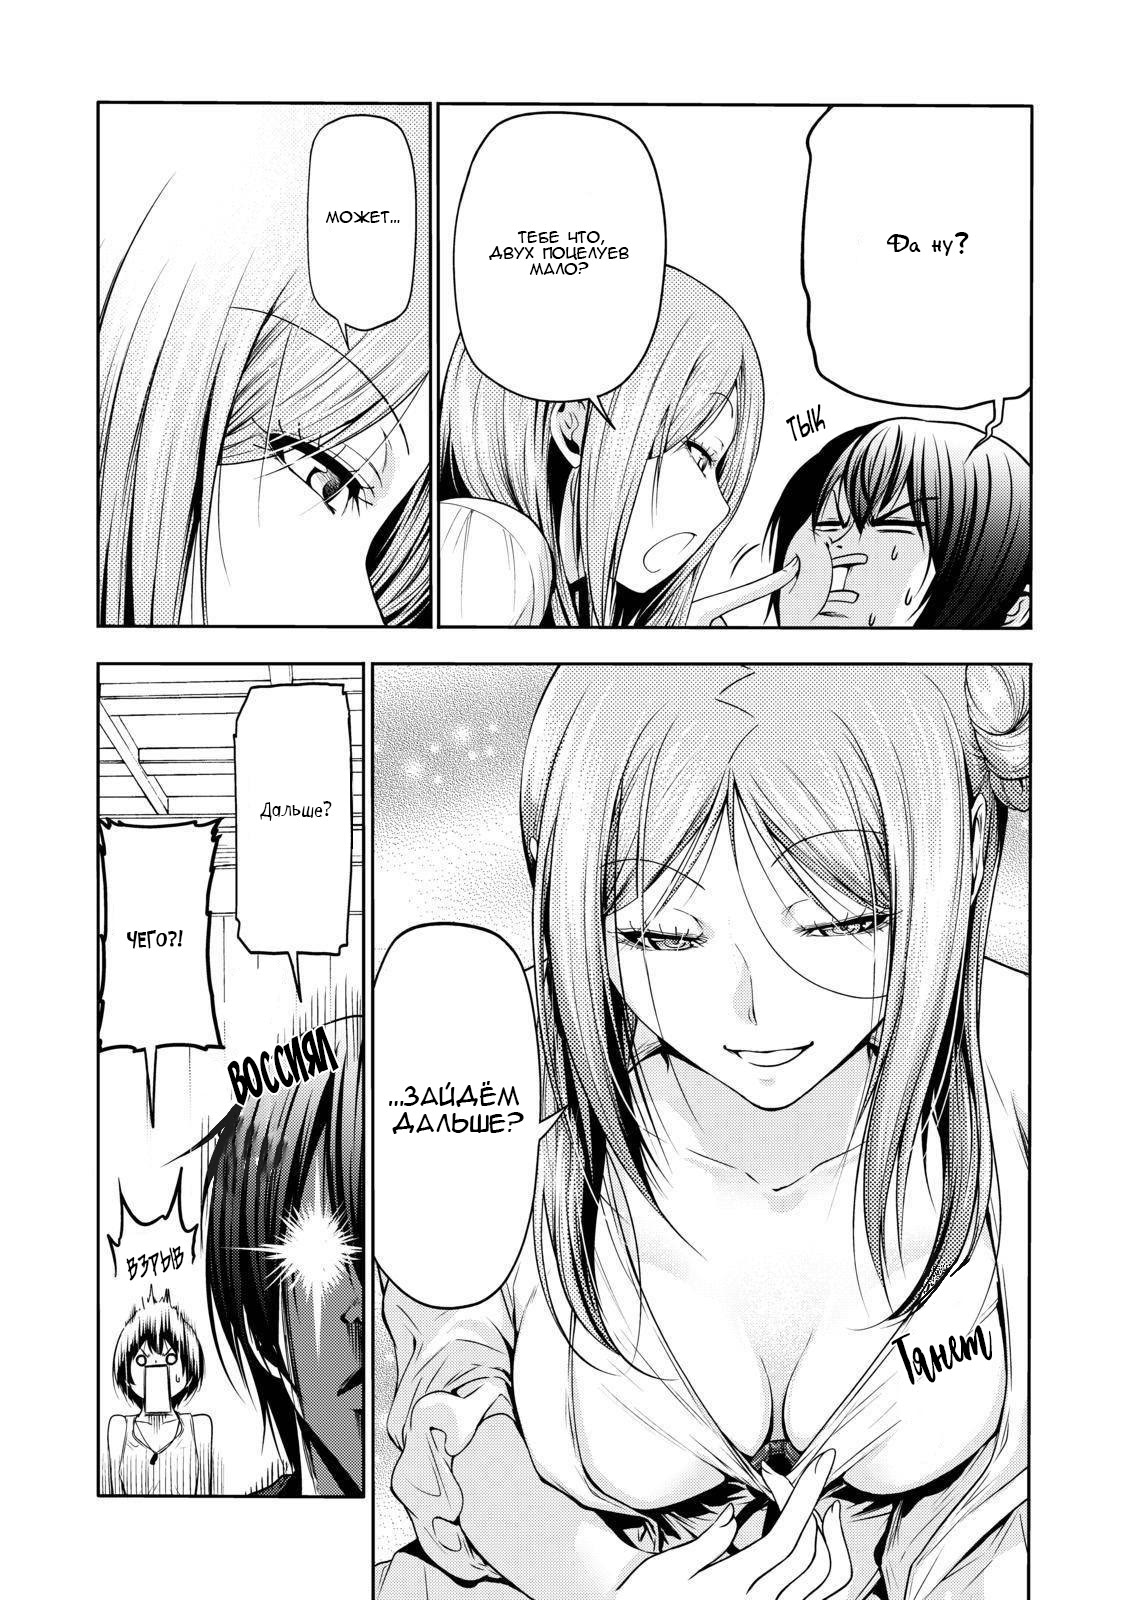 Да ну?
ТЫК
ТЕБЕ ЧТО,
ДВУХ ПОЦЕЛУЕВ
МАЛО?
МОЖЕТ...
...ЗАЙДЁМ
ДАЛЬШЕ?
Тянет
Дальше?
ВОССИЯЛ
ЧЕГО?!
ВЗРЫВ